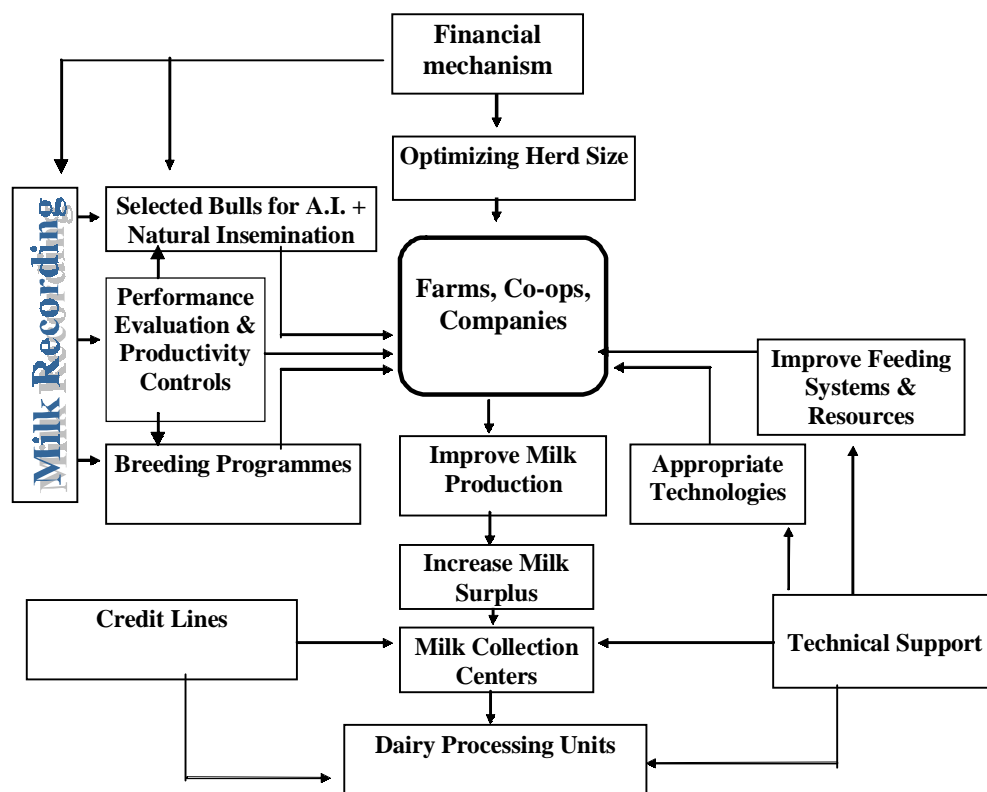 Financial
mechanism
Optimizing Herd Size
Milk Recording
Selected Bulls for A.I. +
Natural Insemination
Farms, Co-ops,
Companies
Performance
Evaluation &
Productivity
Controls
Improve Feeding
Systems &
Resources
Breeding Programmes
Improve Milk
Production
Appropriate
Technologies
Increase Milk
Surplus
Credit Lines
Milk Collection
Centers
Technical Support
Dairy Processing Units